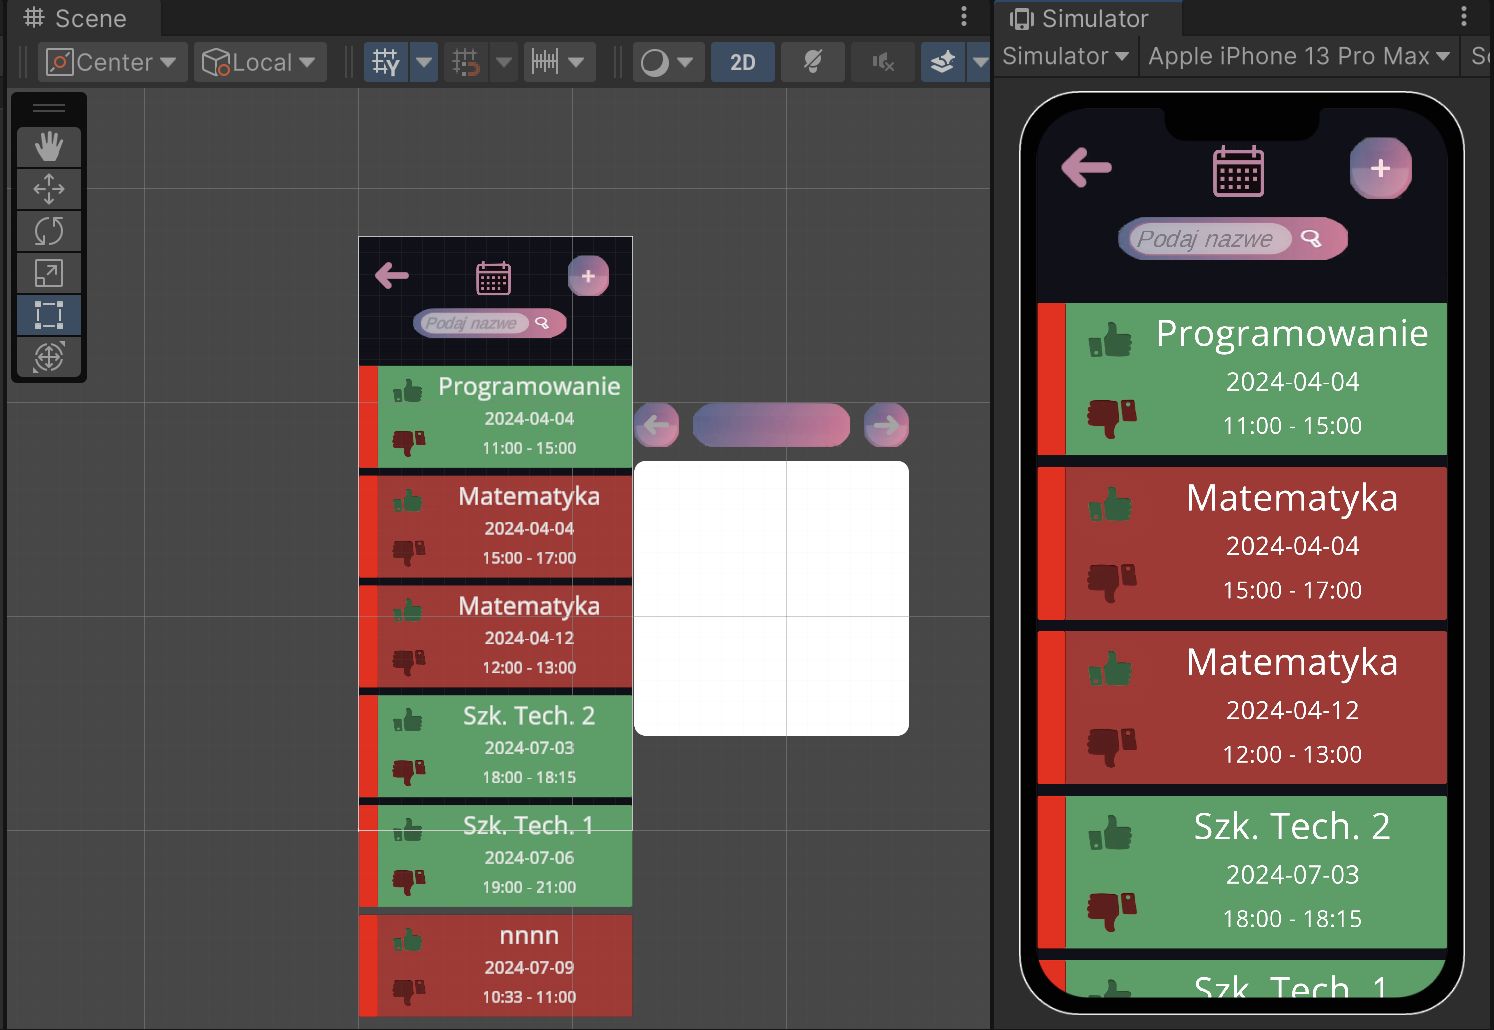 Scene
Center
Local
2D
Podaj nazwe
Programowanie
2024-04-04
11:00 - 15:00
Matematyka
2024-04-04
15:00 - 17:00
Matematyka
2024-04-12
12:00 - 13:00
Szk. Tech. 2
2024-07-03
18:00 - 18:15
Szk. Tech. 1
2024-07-06
19:00 - 21:00
nnnn
2024-07-09
10:33 - 11:00
Simulator
Simulator
Apple iPhone 13 Pro Max
Podaj nazwe
Programowanie
2024-04-04
11:00 - 15:00
Matematyka
2024-04-04
15:00 - 17:00
Matematyka
2024-04-12
12:00 - 13:00
Szk. Tech. 2
2024-07-03
18:00 - 18:15
Szk. Tech. 1